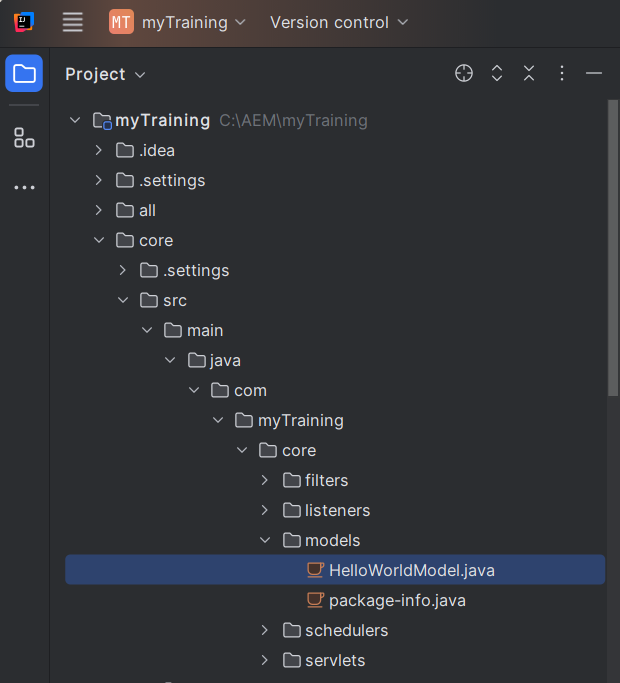 IJ
MT myTraining Version control
Project
myTraining C:\AEM\myTraining
.idea
.settings
all
core
.settings
src
main
java
com
myTraining
core
filters
listeners
models
HelloWorldModel.java
package-info.java
schedulers
servlets